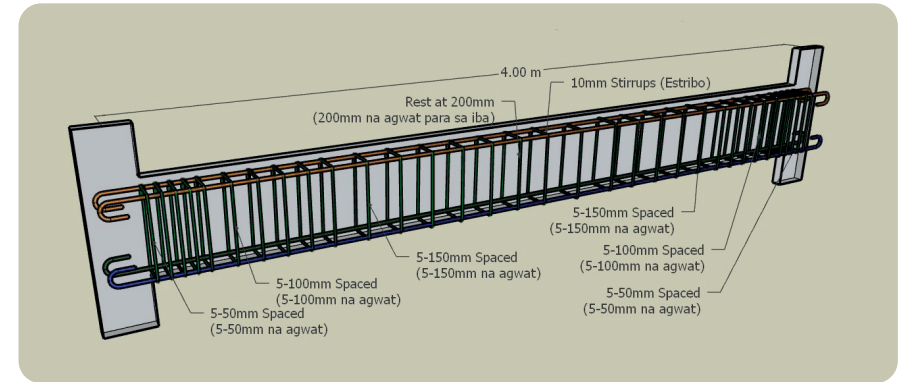 4.00 m
10mm Stirrups (Estribo)
Rest at 200mm
(200mm na agwat para sa iba)
5-150mm Spaced
(5-150mm na agwat)
5-100mm Spaced
(5-100mm na agwat)
5-50mm Spaced
(5-50mm na agwat)
5-150mm Spaced
(5-150mm na agwat)
5-100mm Spaced
(5-100mm na agwat)
5-50mm Spaced
(5-50mm na agwat)